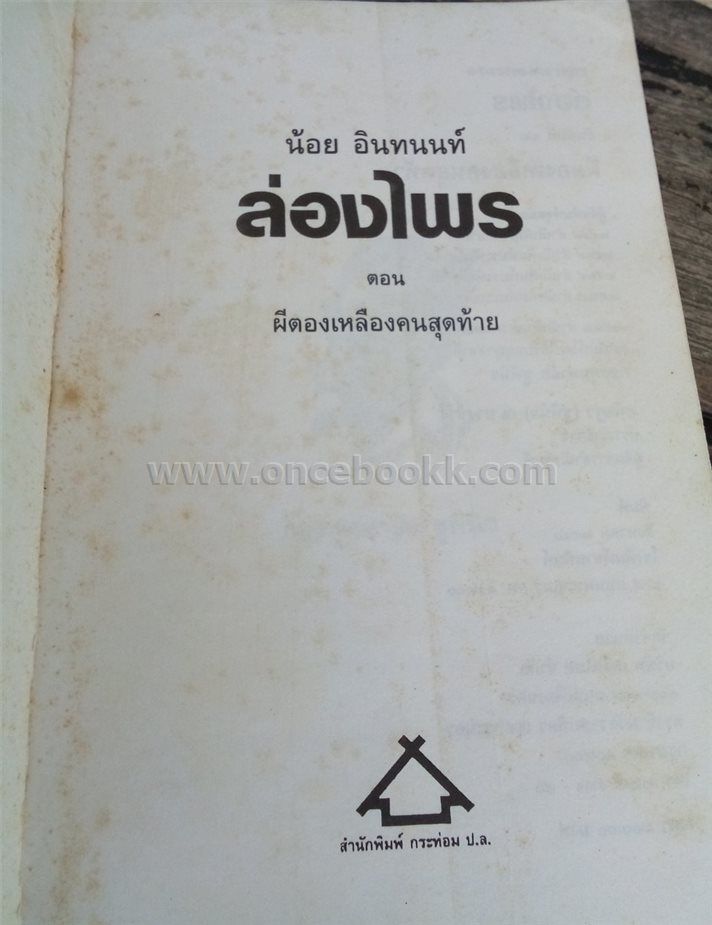 น้อย อินทนนท์
ล่องไพร
ตอน
ผีตองเหลืองคนสุดท้าย
www.oncebookk.com
สำนักพิมพ์ กระท่อม ป.ล.